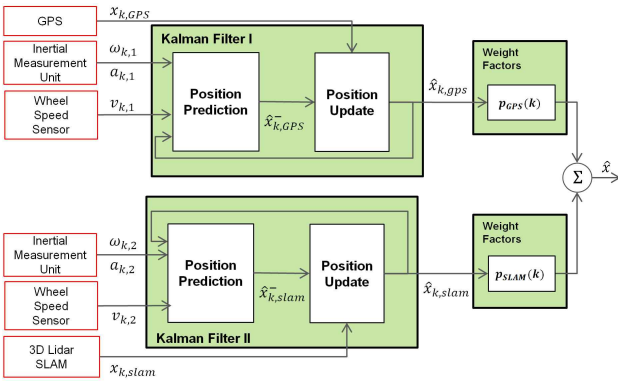 GPS
x_{k,GPS}
Kalman Filter I
Inertial
Measurement
Unit
ω_{k,1}
a_{k,1}
Wheel
Speed
Sensor
v_{k,1}
Position
Prediction
x̂⁻_{k,GPS}
Position
Update
x̂_{k,gps}
Weight
Factors
p_{GPS}(k)
Σ
x̂
Inertial
Measurement
Unit
ω_{k,2}
a_{k,2}
Wheel
Speed
Sensor
v_{k,2}
3D Lidar
SLAM
x_{k,slam}
Position
Prediction
x̂⁻_{k,slam}
Position
Update
Kalman Filter II
x̂_{k,slam}
Weight
Factors
p_{SLAM}(k)